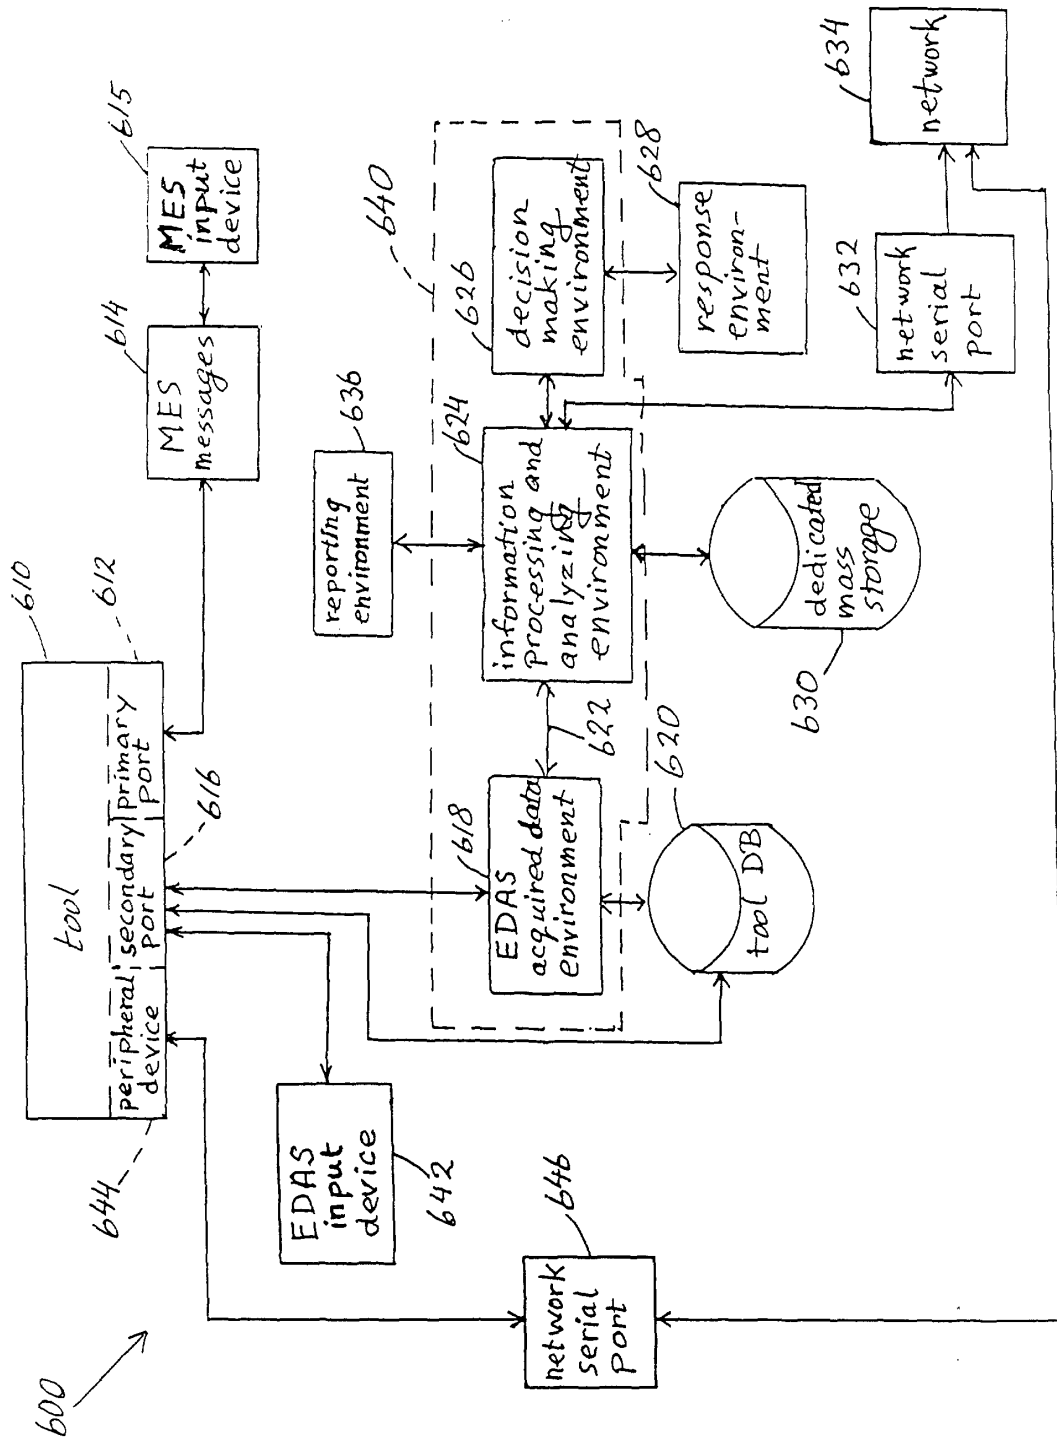 600
610
tool
peripheral
device
secondary
port
primary
port
644
616
612
614
MES
messages
615
MES
input
device
EDAS
input
device
642
636
reporting
environment
640
618
EDAS
acquired data
environment
622
624
information
processing and
analyzing
environment
626
decision
making
environment
628
response
environ-
ment
620
tool DB
630
dedicated
mass
storage
632
network
serial
port
634
network
646
network
serial
port